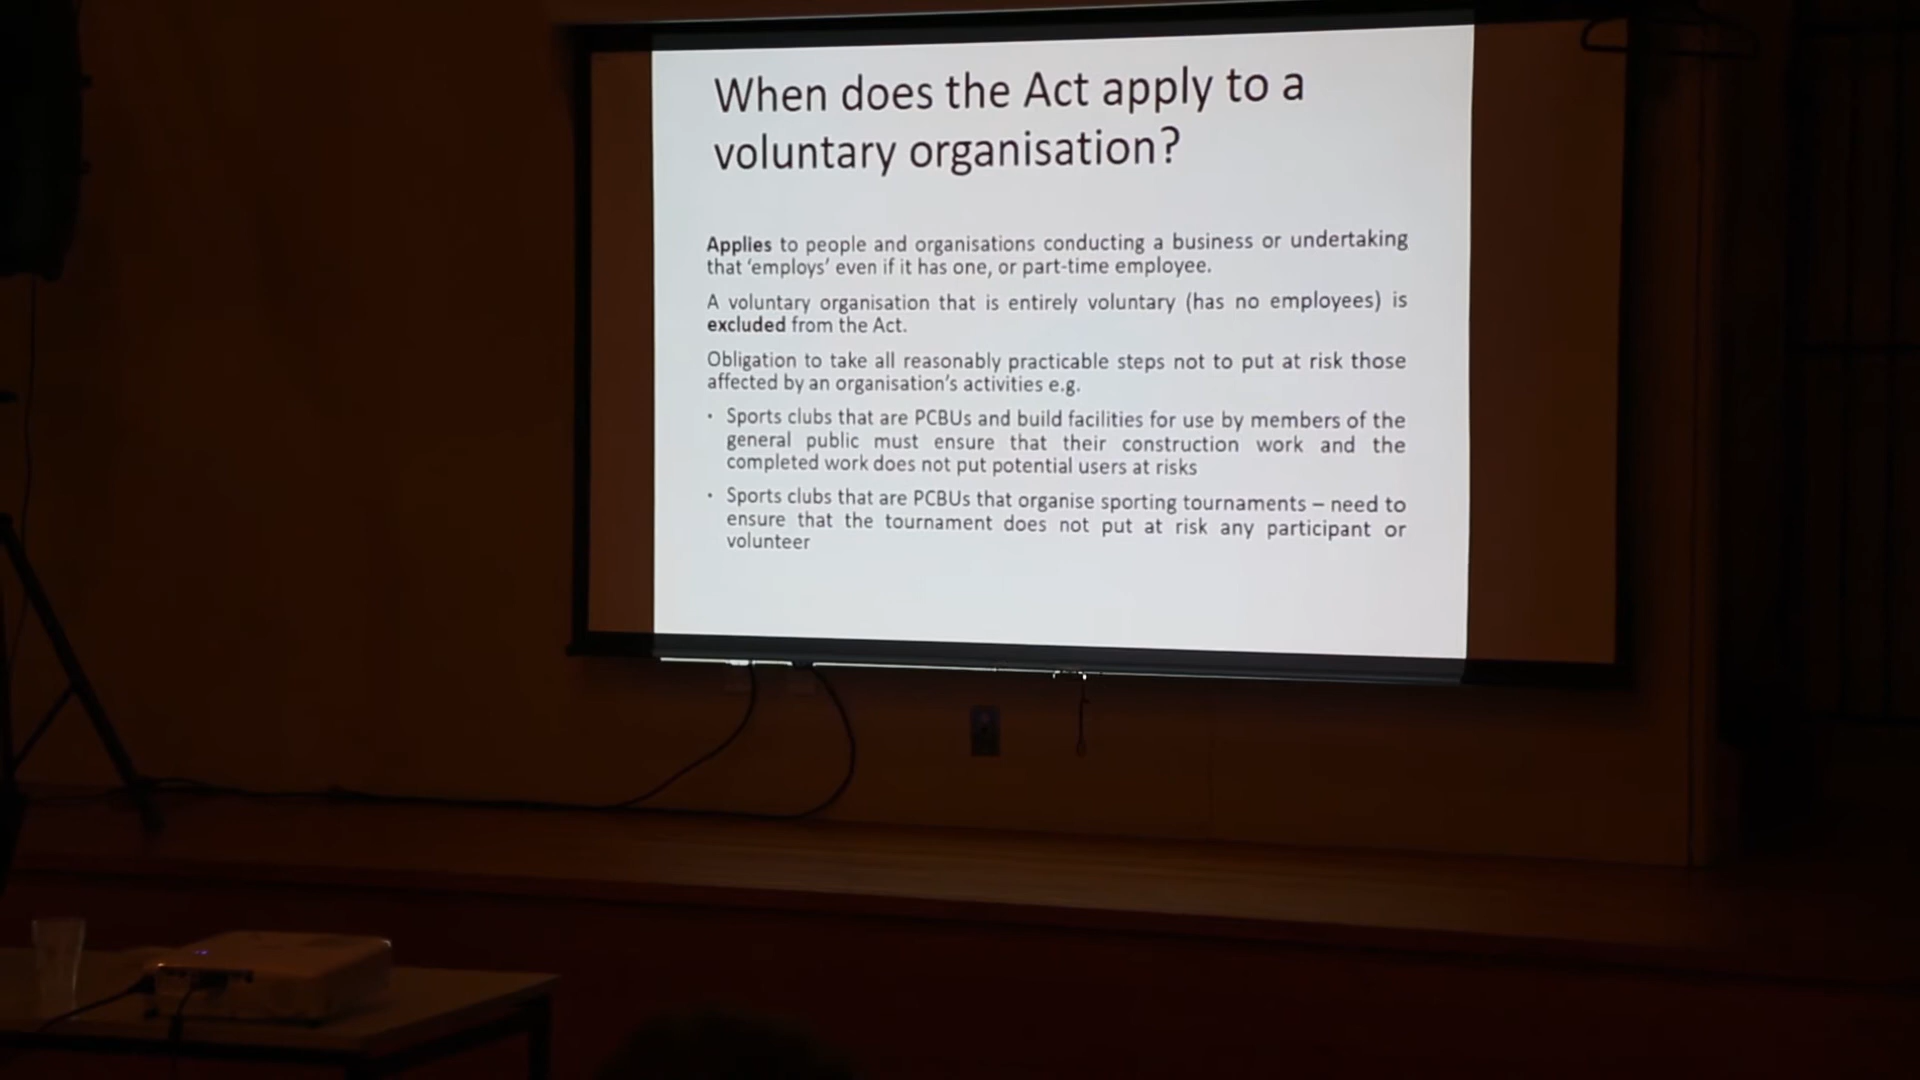 When does the Act apply to a
voluntary organisation?
Applies to people and organisations conducting a business or undertaking
that ‘employs’ even if it has one, or part-time employee.
A voluntary organisation that is entirely voluntary (has no employees) is
excluded from the Act.
Obligation to take all reasonably practicable steps not to put at risk those
affected by an organisation’s activities e.g.
• Sports clubs that are PCBUs and build facilities for use by members of the
general public must ensure that their construction work and the
completed work does not put potential users at risks
• Sports clubs that are PCBUs that organise sporting tournaments – need to
ensure that the tournament does not put at risk any participant or
volunteer